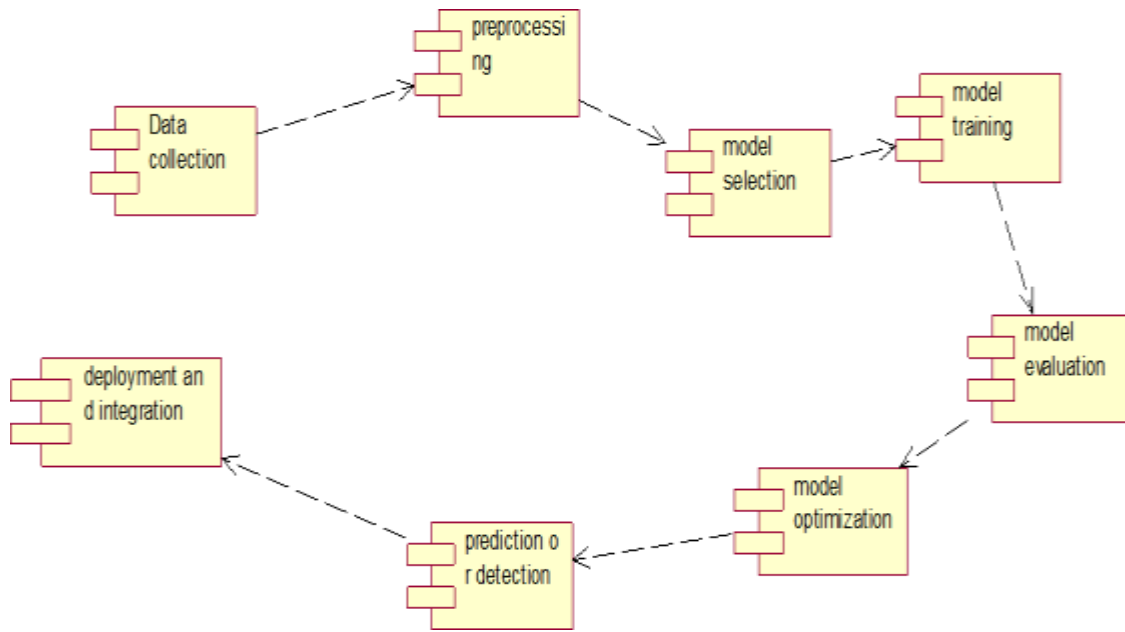 preprocessi
ng
Data
collection
model
selection
model
training
model
evaluation
model
optimization
prediction o
r detection
deployment an
d integration